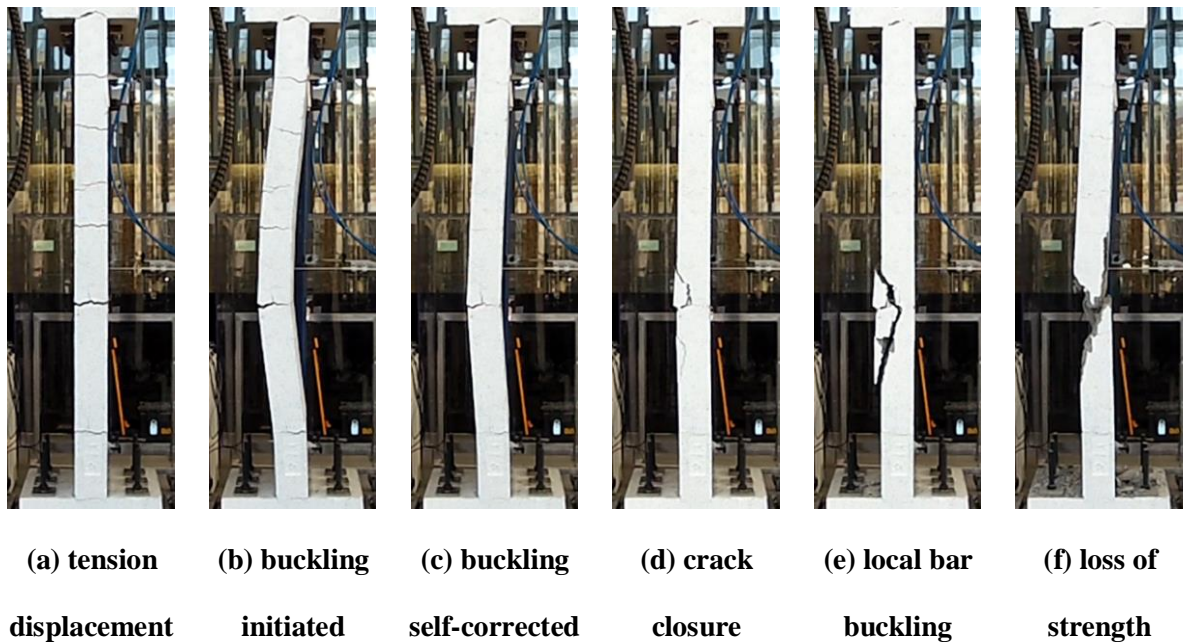 (a) tension
displacement
(b) buckling
initiated
(c) buckling
self-corrected
(d) crack
closure
(e) local bar
buckling
(f) loss of
strength